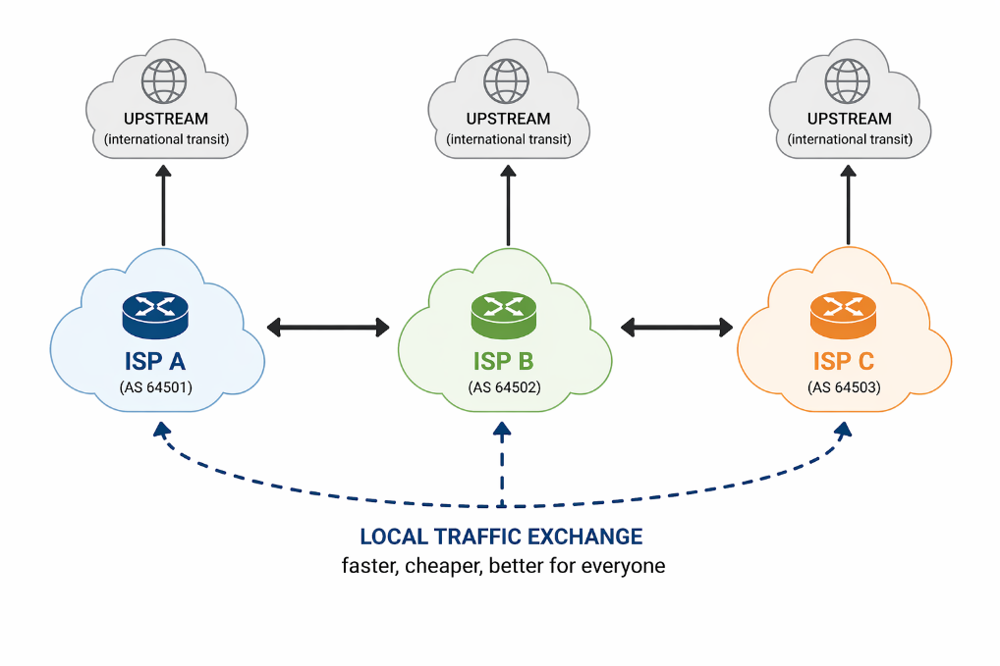 UPSTREAM
(international transit)
UPSTREAM
(international transit)
UPSTREAM
(international transit)
ISP A
(AS 64501)
ISP B
(AS 64502)
ISP C
(AS 64503)
LOCAL TRAFFIC EXCHANGE
faster, cheaper, better for everyone